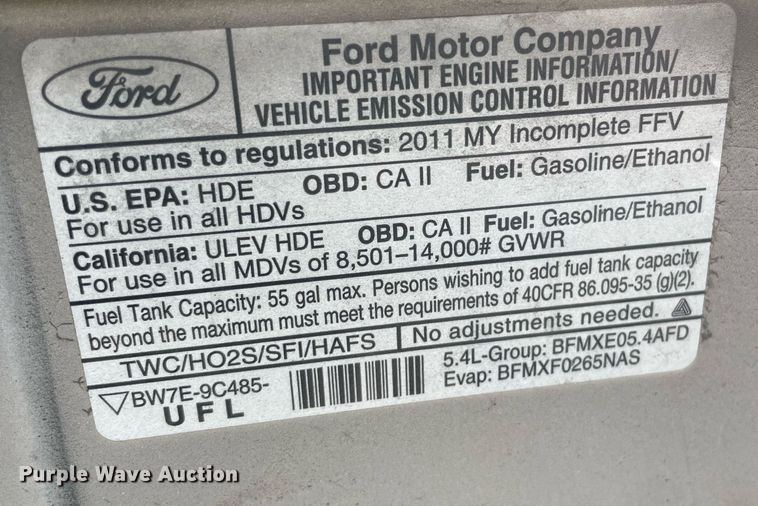 Ford
Ford Motor Company
IMPORTANT ENGINE INFORMATION/
VEHICLE EMISSION CONTROL INFORMATION
Conforms to regulations: 2011 MY Incomplete FFV
U.S. EPA: HDE OBD: CA II Fuel: Gasoline/Ethanol
For use in all HDVs
California: ULEV HDE OBD: CA II Fuel: Gasoline/Ethanol
For use in all MDVs of 8,501–14,000# GVWR
Fuel Tank Capacity: 55 gal max. Persons wishing to add fuel tank capacity
beyond the maximum must meet the requirements of 40CFR 86.095-35 (g)(2).
TWC/HO2S/SFI/HAFS No adjustments needed.
BW7E-9C485-
UFL
5.4L-Group: BFMXE05.4AFD
Evap: BFMXF0265NAS
Purple Wave Auction